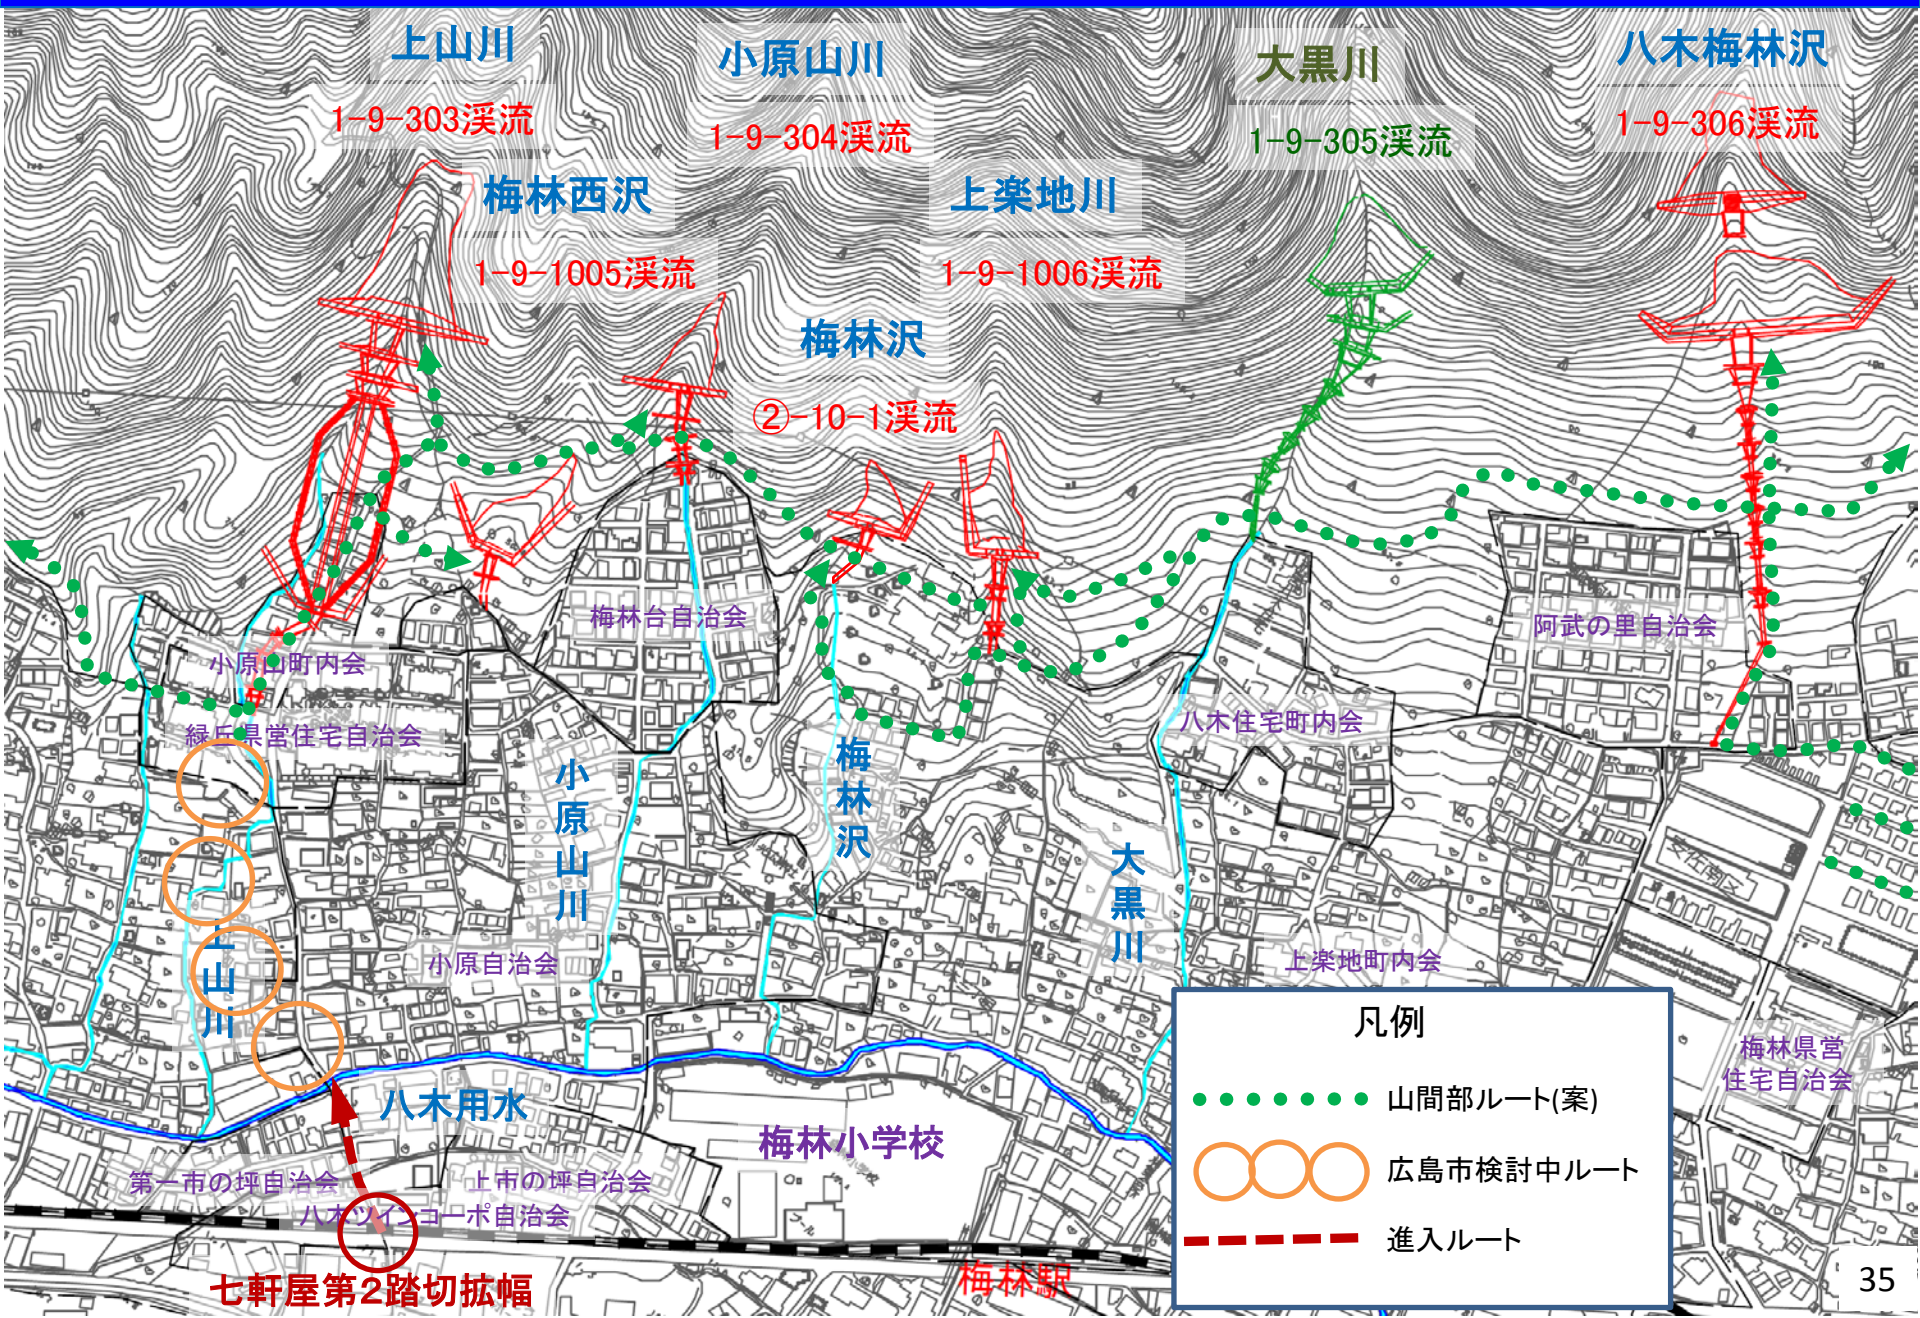 上山川
小原山川
大黒川
八木梅林沢
1-9-303渓流
1-9-304渓流
1-9-305渓流
1-9-306渓流
梅林西沢
上楽地川
1-9-1005渓流
1-9-1006渓流
梅林沢
②-10-1渓流
梅林台自治会
阿武の里自治会
小原山町内会
緑丘県営住宅自治会
八木住宅町内会
小原山川
梅林沢
大黒川
上山川
小原自治会
上楽地町内会
梅林県営
住宅自治会
八木用水
梅林小学校
第一市の坪自治会
上市の坪自治会
八木ツインコーポ自治会
プール
七軒屋第2踏切拡幅
梅林駅
凡例
山間部ルート(案)
広島市検討中ルート
進入ルート
35